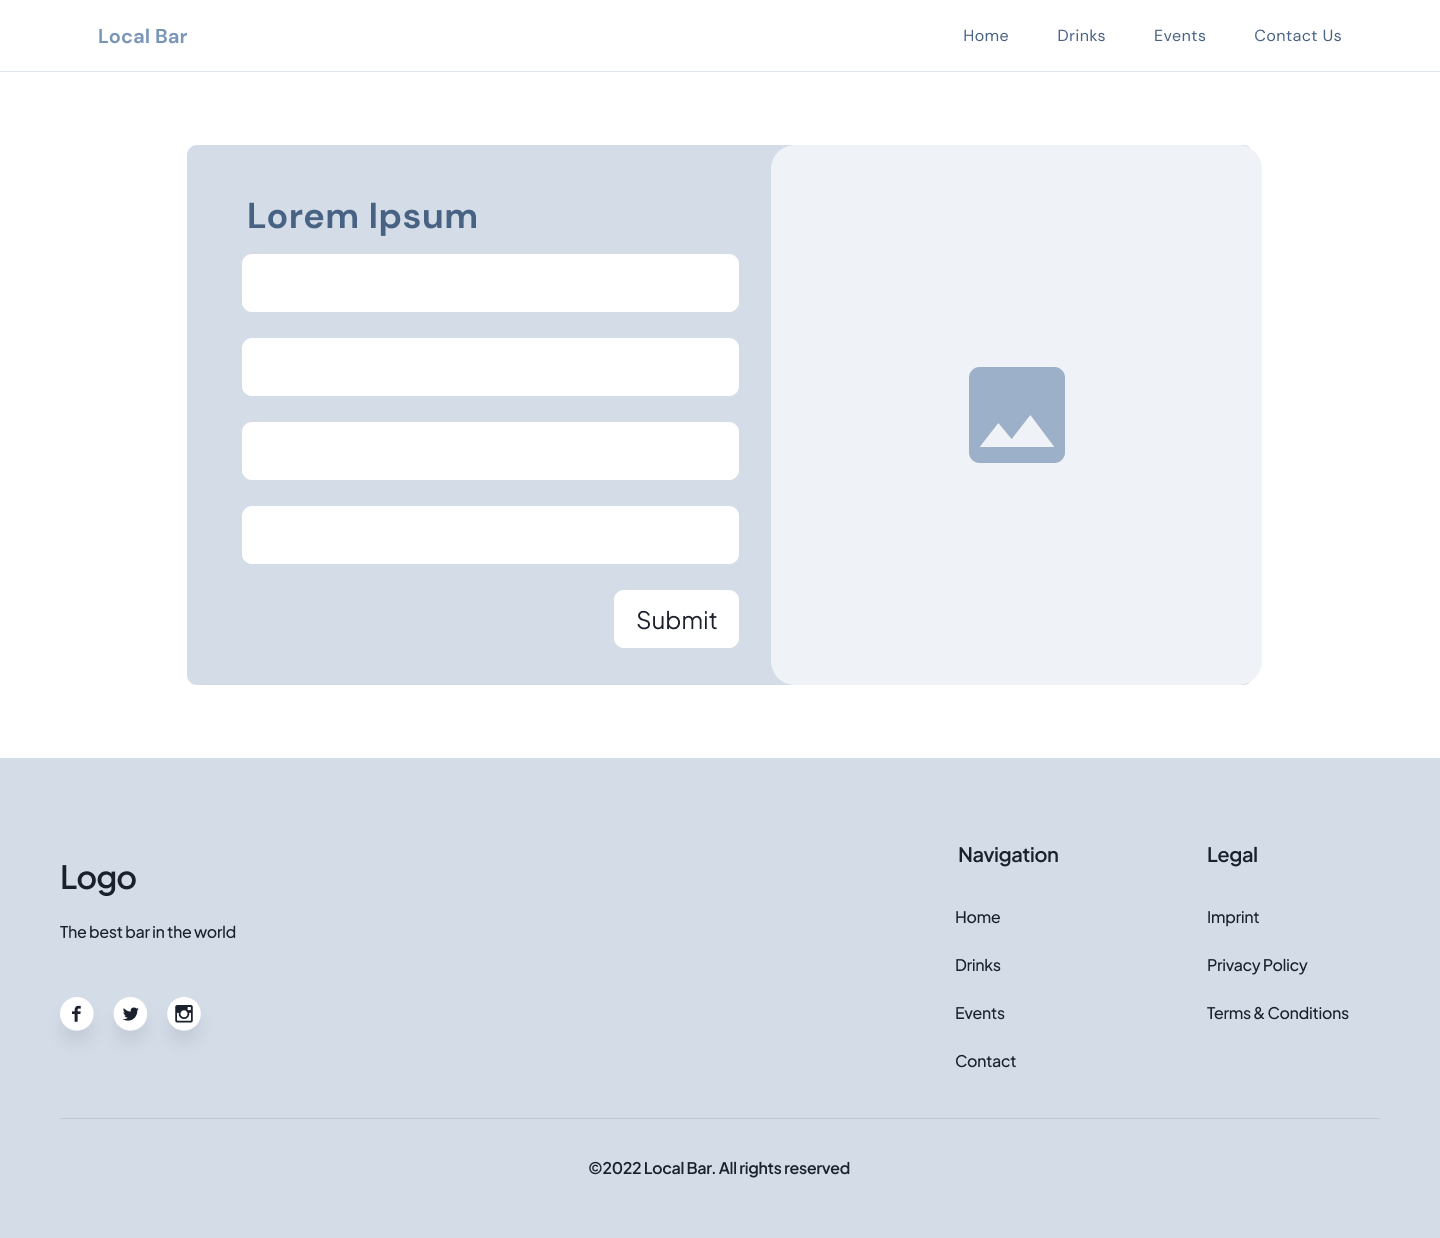 Local Bar
Home
Drinks
Events
Contact Us
Lorem Ipsum
Submit
Logo
The best bar in the world
Navigation
Home
Drinks
Events
Contact
Legal
Imprint
Privacy Policy
Terms & Conditions
©2022 Local Bar. All rights reserved